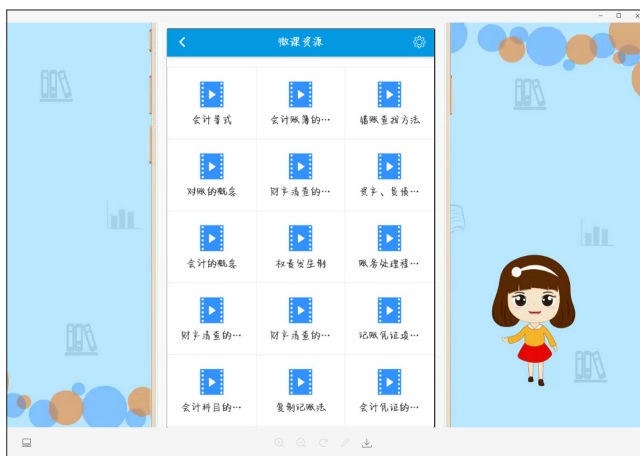 微课资源
会计等式
会计账簿的…
错账查找方法
对账的概念
财产清查的…
资产、负债…
会计的概念
权责发生制
账务处理程…
财产清查的…
财产清查的…
记账凭证填…
会计科目的…
复制记账法
会计凭证的…